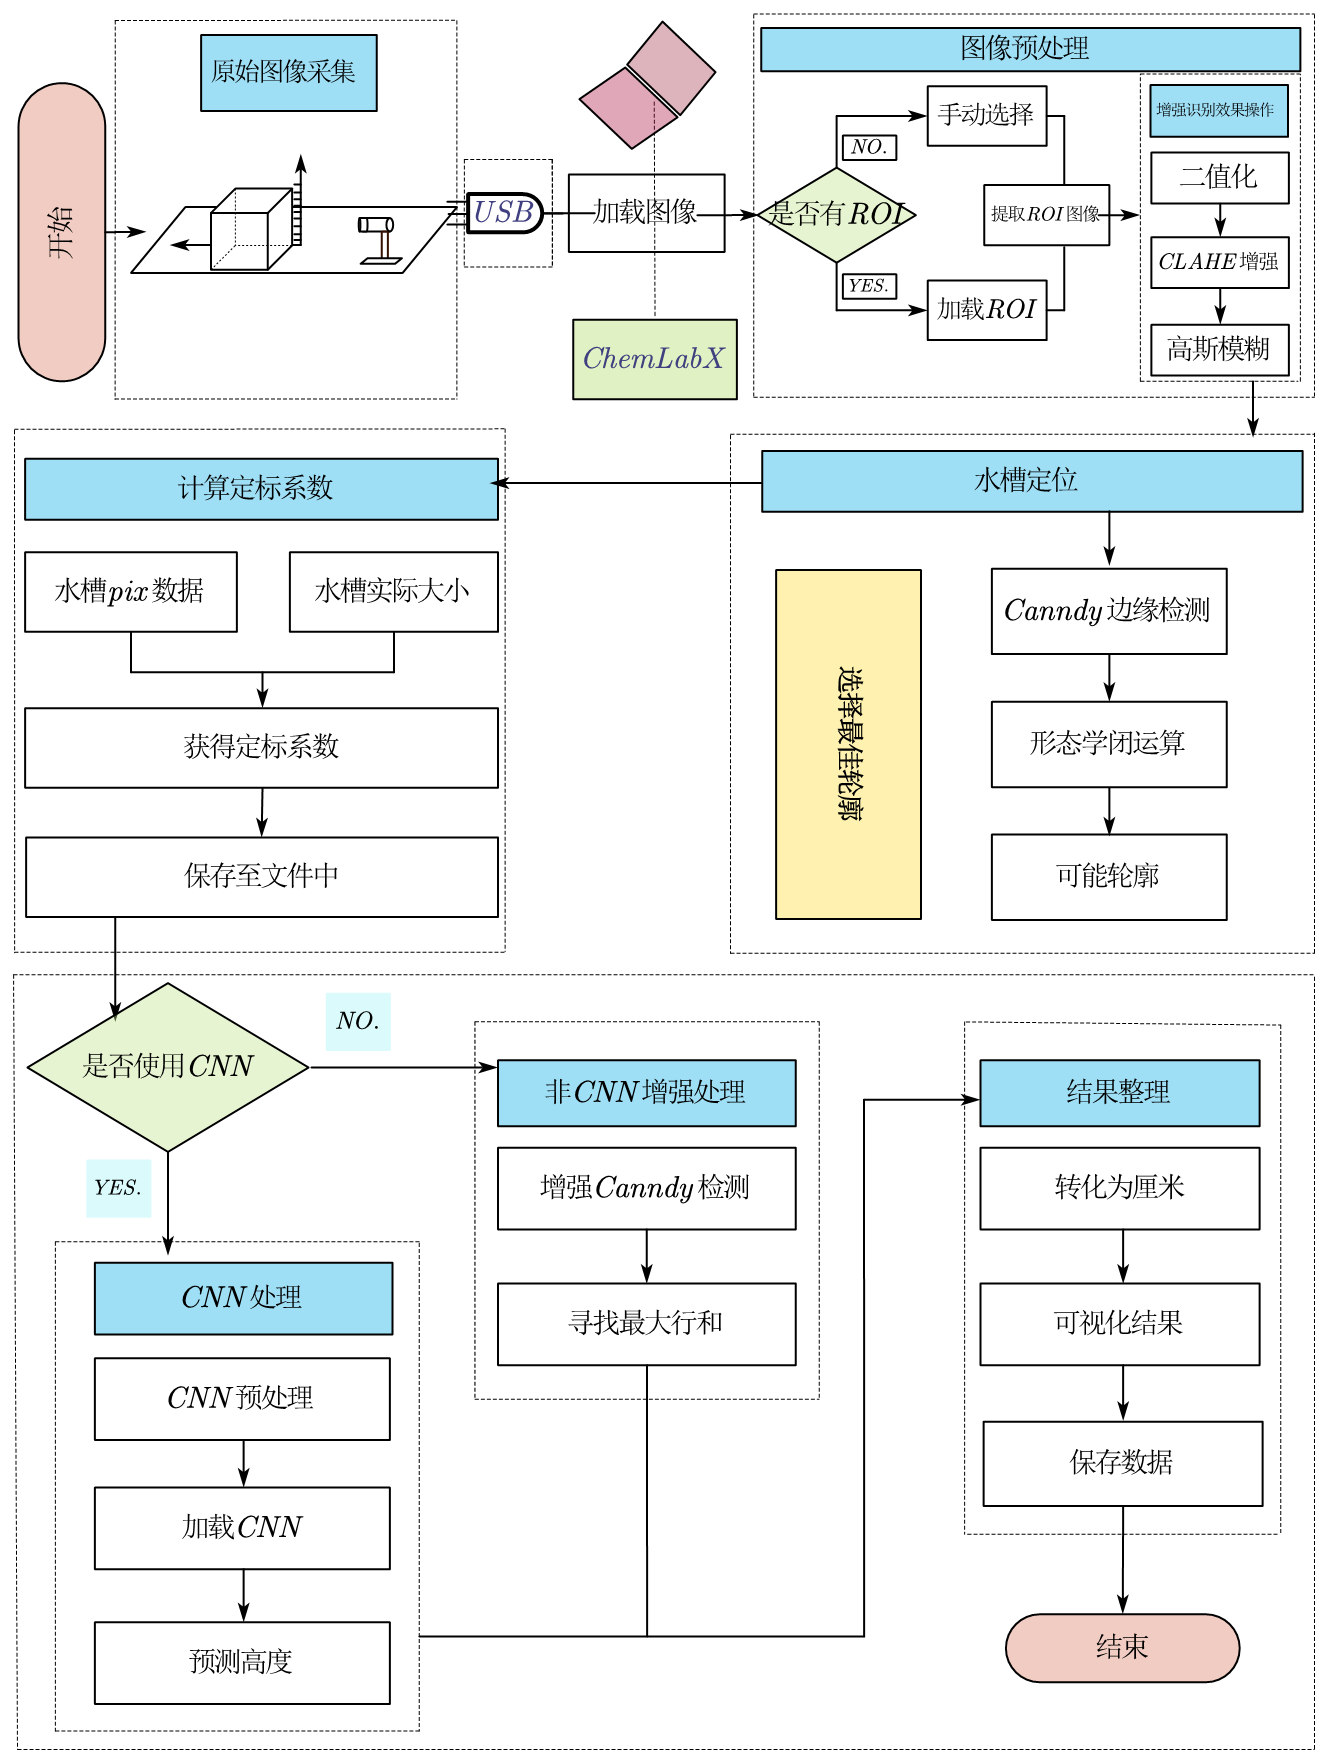 开始
原始图像采集
USB
加载图像
ChemLabX
图像预处理
是否有ROI
NO.
手动选择
YES.
加载ROI
提取ROI图像
增强识别效果操作
二值化
CLAHE增强
高斯模糊
水槽定位
Canndy边缘检测
形态学闭运算
可能轮廓
选择最佳轮廓
计算定标系数
水槽pix数据
水槽实际大小
获得定标系数
保存至文件中
是否使用CNN
NO.
YES.
CNN处理
CNN预处理
加载CNN
预测高度
非CNN增强处理
增强Canndy检测
寻找最大行和
结果整理
转化为厘米
可视化结果
保存数据
结束